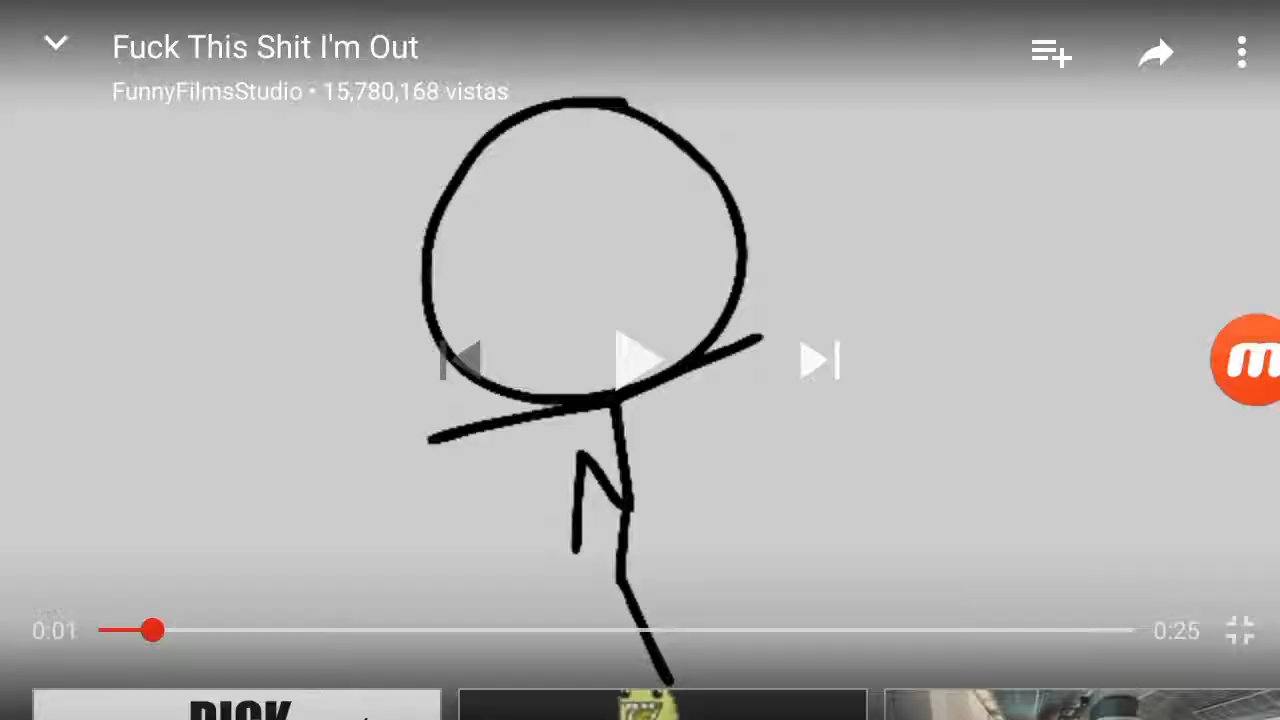 Fuck This Shit I'm Out
FunnyFilmsStudio • 15,780,168 vistas
m
0:01
0:25
DICK